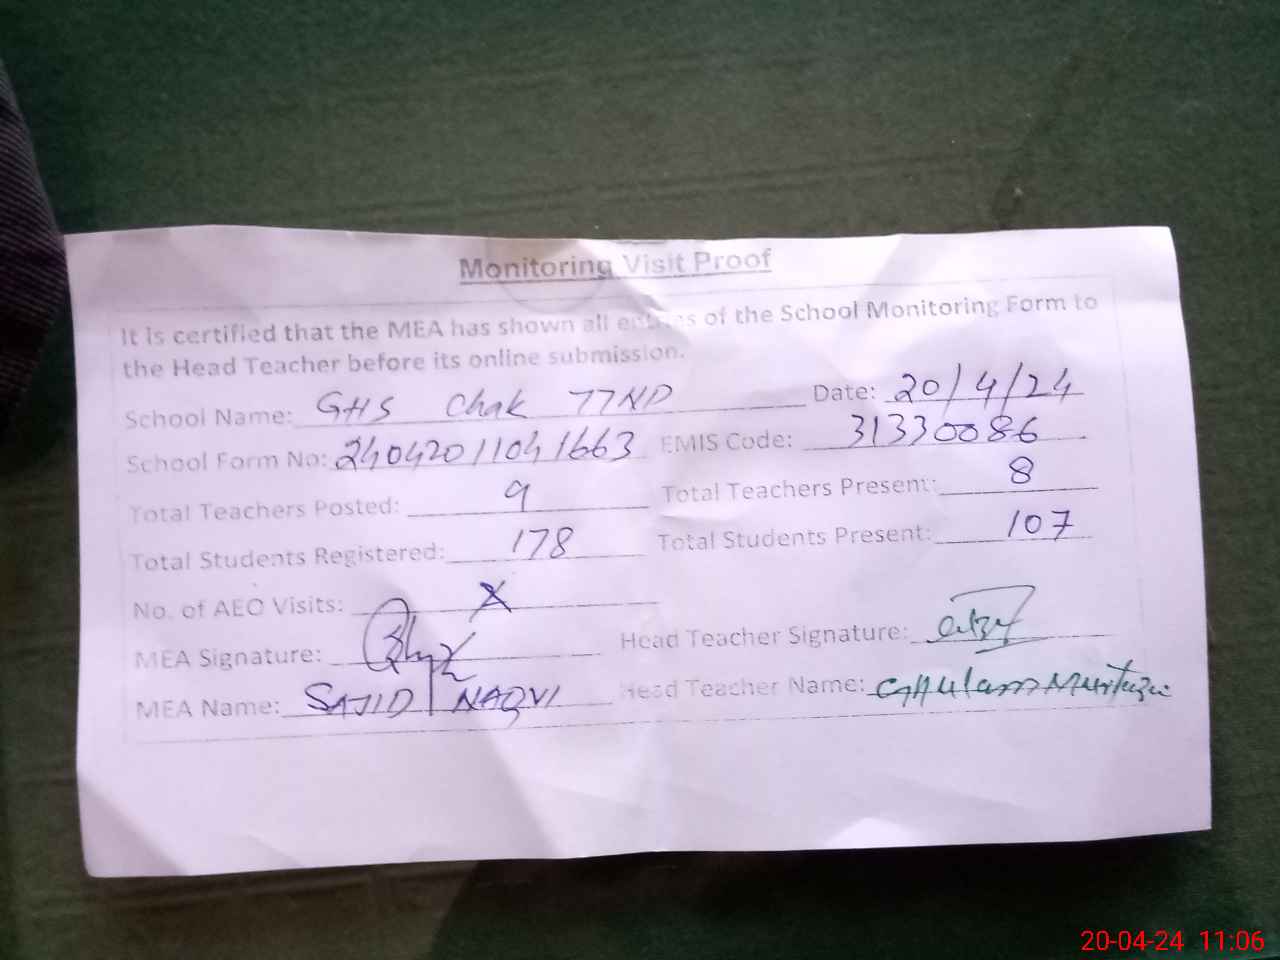 Monitoring Visit Proof
It is certified that the MEA has shown all entries of the School Monitoring Form to
the Head Teacher before its online submission.
School Name: GHS Chak 77ND Date: 20/4/24
School Form No: 24042011041663 EMIS Code: 31330086
Total Teachers Posted: 9 Total Teachers Present: 8
Total Students Registered: 178 Total Students Present: 107
No. of AEO Visits: X
MEA Signature: Head Teacher Signature:
MEA Name: SAJID NAQVI Head Teacher Name: GHulam Murtaza
20-04-24 11:06